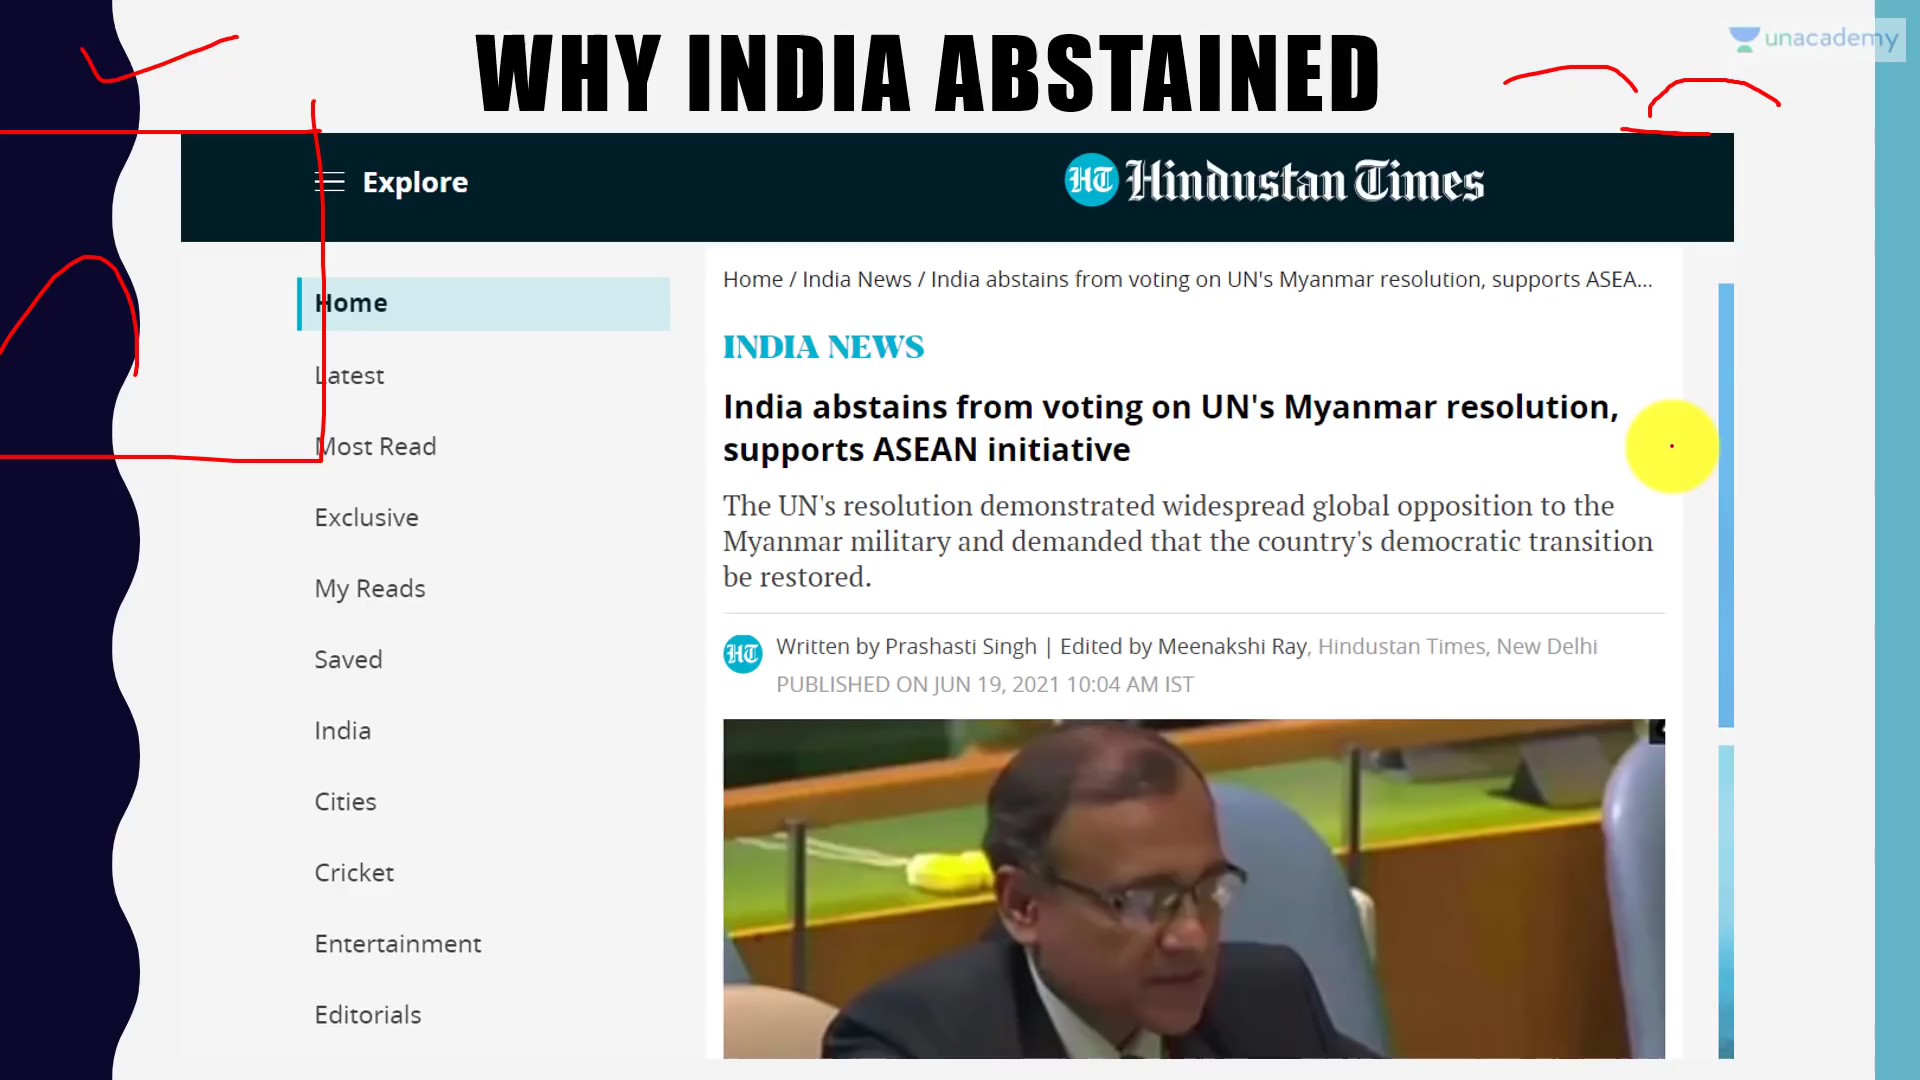 WHY INDIA ABSTAINED
unacademy
Explore
HT Hindustan Times
Home
Latest
Most Read
Exclusive
My Reads
Saved
India
Cities
Cricket
Entertainment
Editorials
Home / India News / India abstains from voting on UN's Myanmar resolution, supports ASEA...
INDIA NEWS
India abstains from voting on UN's Myanmar resolution,
supports ASEAN initiative
The UN's resolution demonstrated widespread global opposition to the
Myanmar military and demanded that the country's democratic transition
be restored.
HT
Written by Prashasti Singh | Edited by Meenakshi Ray, Hindustan Times, New Delhi
PUBLISHED ON JUN 19, 2021 10:04 AM IST